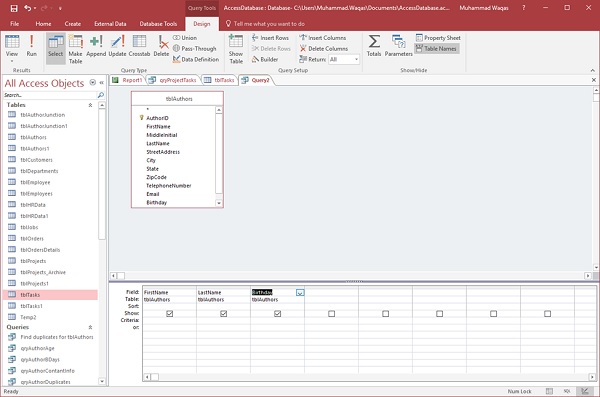 Query Tools
AccessDatabase : Database- C:\Users\Muhammad.Waqas\Documents\AccessDatabase.ac...
Muhammad Waqas
File Home Create External Data Database Tools Design Tell me what you want to do
View Run Select Make Table Append Update Crosstab Delete
Union
Pass-Through
Data Definition
Show Table
Insert Rows
Delete Rows
Builder
Insert Columns
Delete Columns
Return: All
Totals Parameters
Property Sheet
Table Names
Results Query Type Query Setup Show/Hide
All Access Objects
Search...
Tables
tblAuthorJunction
tblAuthorJunction1
tblAuthors
tblAuthors1
tblCustomers
tblDepartments
tblEmployee
tblEmployees
tblHRData
tblHRData1
tblJobs
tblOrders
tblOrdersDetails
tblProjects
tblProjects_Archive
tblProjects1
tblTasks
tblTasks1
Temp2
Queries
Find duplicates for tblAuthors
qryAuthorAge
qryAuthorBDays
qryAuthorContantInfo
qryAuthorDuplicates
Report1 qryProjectTasks tblTasks Query2
tblAuthors
*
AuthorID
FirstName
MiddleInitial
LastName
StreetAddress
City
State
ZipCode
TelephoneNumber
Email
Birthday
Field: FirstName LastName Birthday
Table: tblAuthors tblAuthors tblAuthors
Sort:
Show:
Criteria:
or:
Ready
Num Lock